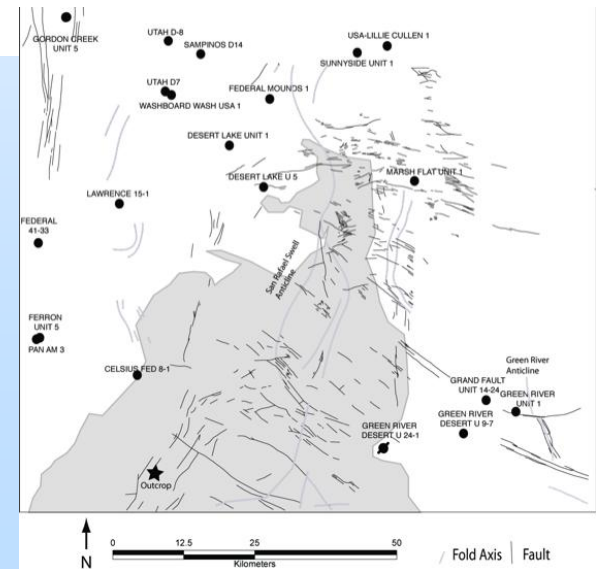 GORDON CREEK
UNIT 5
UTAH D-8
SAMPINOS D14
USA-LILLIE CULLEN 1
SUNNYSIDE UNIT 1
UTAH D7
WASHBOARD WASH USA 1
FEDERAL MOUNDS 1
DESERT LAKE UNIT 1
DESERT LAKE U 5
MARSH FLAT UNIT 1
LAWRENCE 15-1
FEDERAL
41-33
San Rafael Swell
Anticline
FERRON
UNIT 5
PAN AM 3
CELSIUS FED 8-1
Green River
Anticline
GRAND FAULT
UNIT 14-24
GREEN RIVER
UNIT 1
GREEN RIVER
DESERT U 9-7
GREEN RIVER
DESERT U 24-1
Outcrop
N
0 12.5 25 50
Kilometers
Fold Axis
Fault